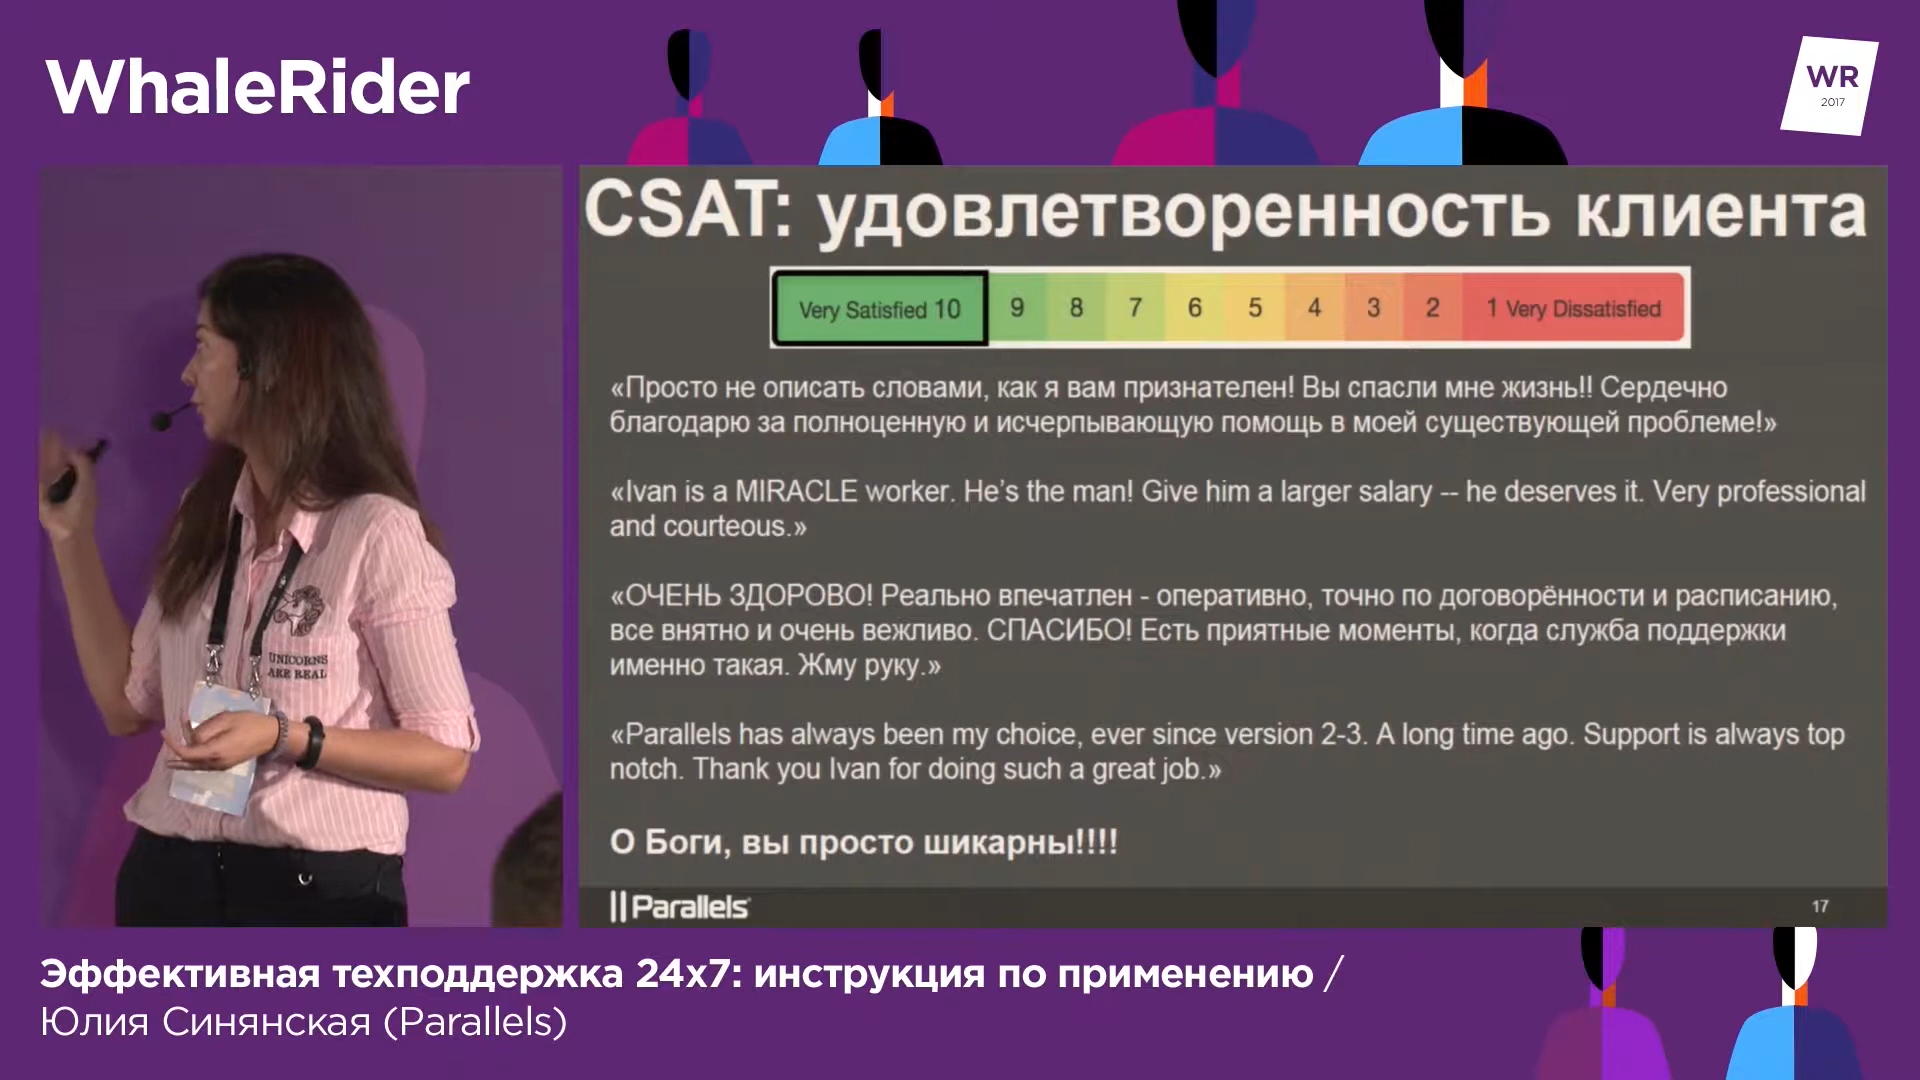 WhaleRider
WR
2017
CSAT: удовлетворенность клиента
Very Satisfied 10 9 8 7 6 5 4 3 2 1 Very Dissatisfied
«Просто не описать словами, как я вам признателен! Вы спасли мне жизнь!! Сердечно
благодарю за полноценную и исчерпывающую помощь в моей существующей проблеме!»
«Ivan is a MIRACLE worker. He's the man! Give him a larger salary -- he deserves it. Very professional
and courteous.»
«ОЧЕНЬ ЗДОРОВО! Реально впечатлен - оперативно, точно по договорённости и расписанию,
все внятно и очень вежливо. СПАСИБО! Есть приятные моменты, когда служба поддержки
именно такая. Жму руку.»
«Parallels has always been my choice, ever since version 2-3. A long time ago. Support is always top
notch. Thank you Ivan for doing such a great job.»
О Боги, вы просто шикарны!!!!
Parallels
17
UNICORNS
ARE REAL
Эффективная техподдержка 24x7: инструкция по применению /
Юлия Синянская (Parallels)